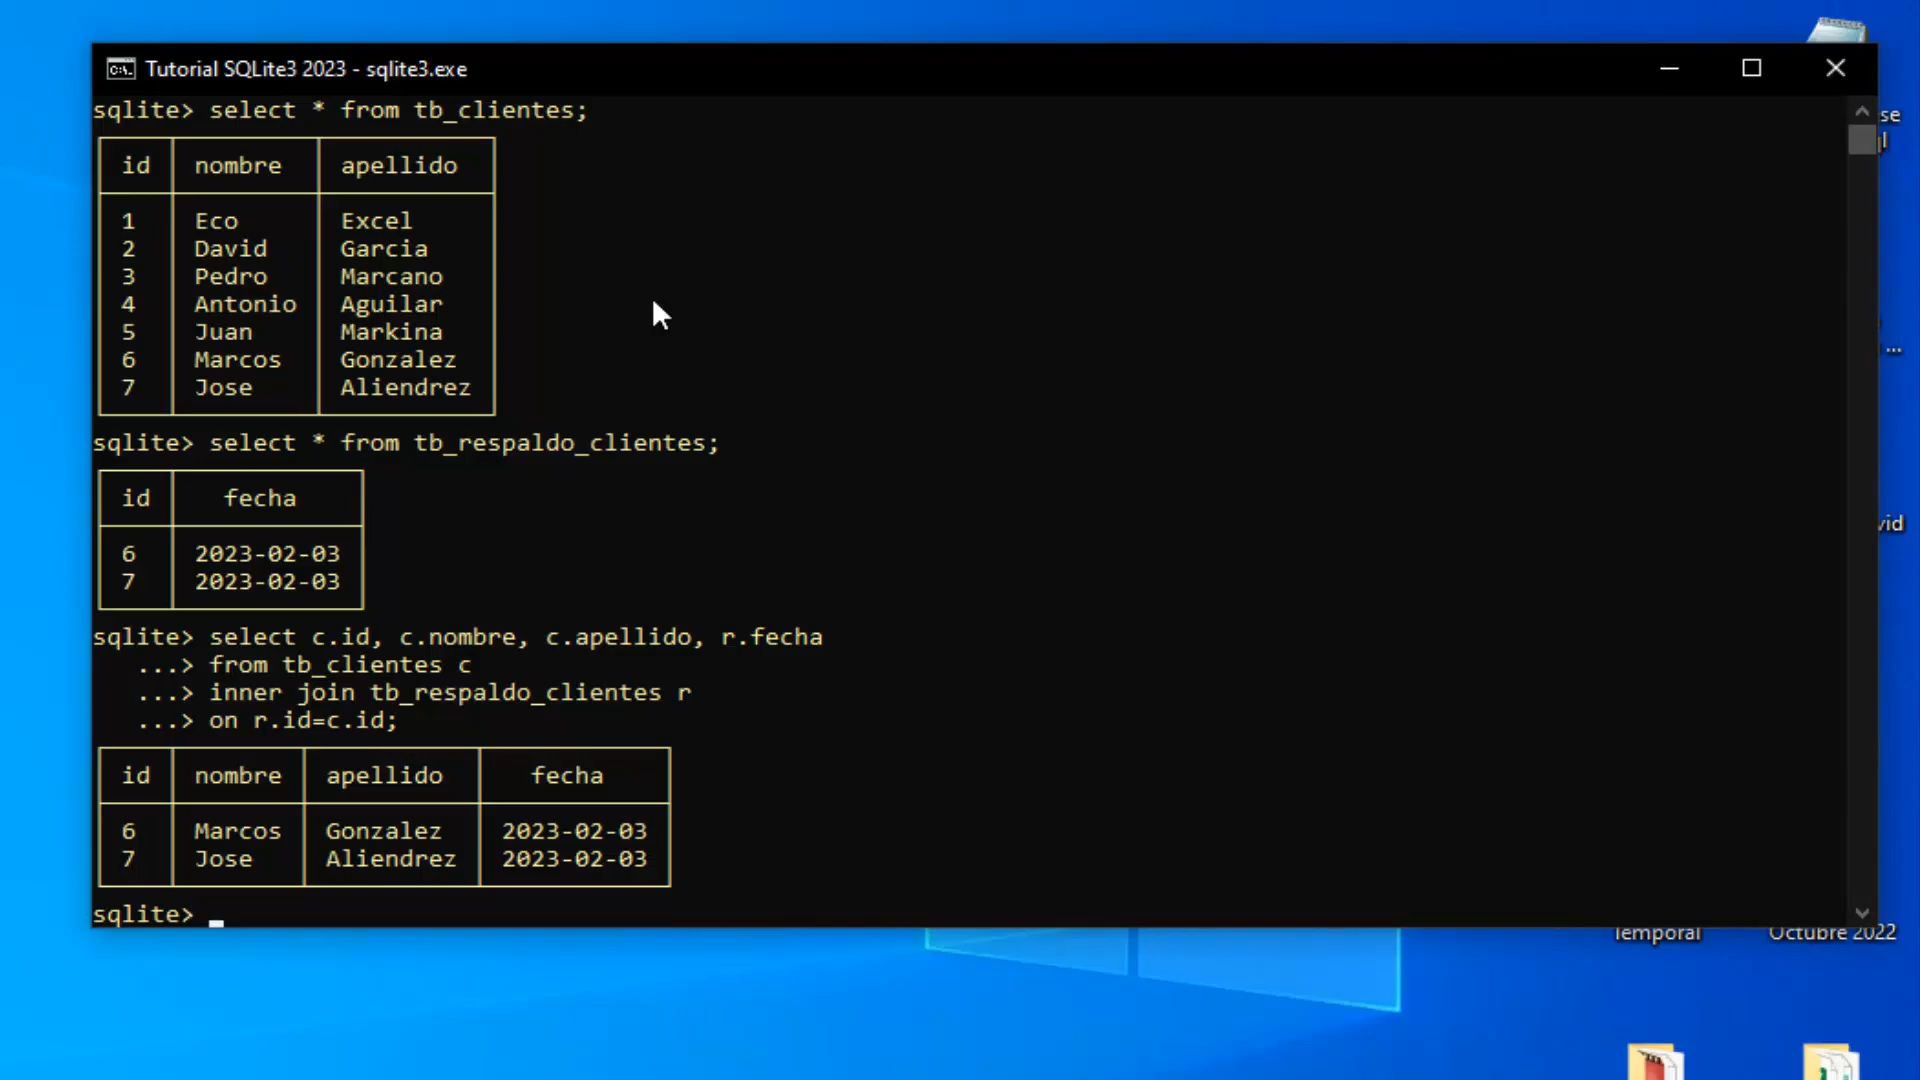 Tutorial SQLite3 2023 - sqlite3.exe
sqlite> select * from tb_clientes;
id nombre apellido
1 Eco Excel
2 David Garcia
3 Pedro Marcano
4 Antonio Aguilar
5 Juan Markina
6 Marcos Gonzalez
7 Jose Aliendrez
sqlite> select * from tb_respaldo_clientes;
id fecha
6 2023-02-03
7 2023-02-03
sqlite> select c.id, c.nombre, c.apellido, r.fecha
...> from tb_clientes c
...> inner join tb_respaldo_clientes r
...> on r.id=c.id;
id nombre apellido fecha
6 Marcos Gonzalez 2023-02-03
7 Jose Aliendrez 2023-02-03
sqlite>
se
...
vid
Temporal
Octubre 2022